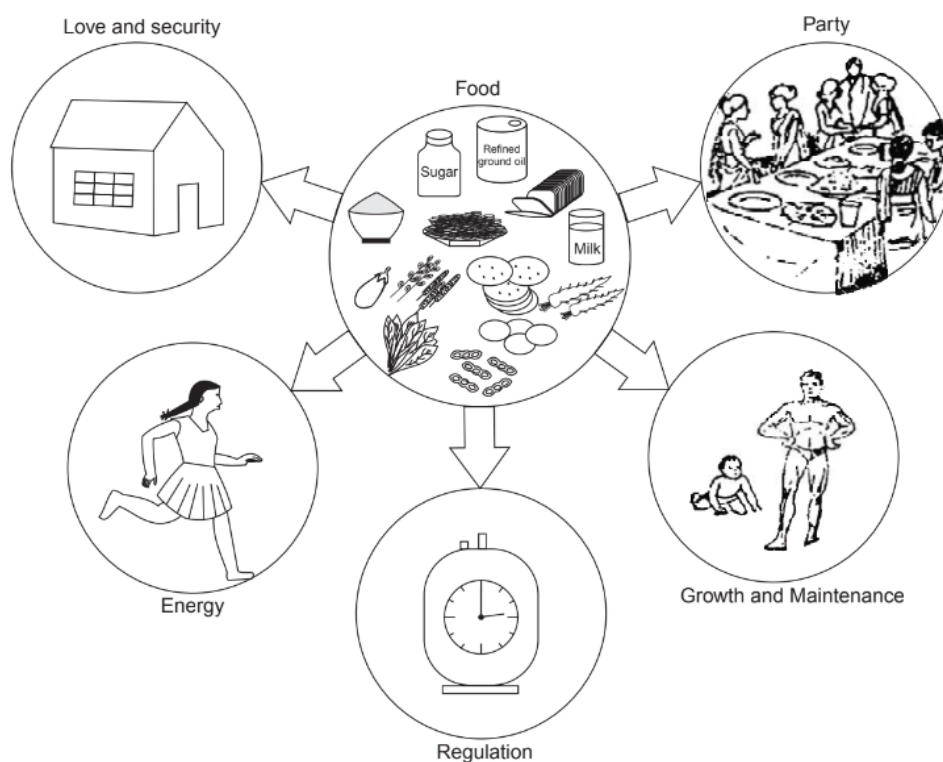 Love and security
Party
Food
Sugar
Refined
ground oil
Milk
Energy
Growth and Maintenance
Regulation